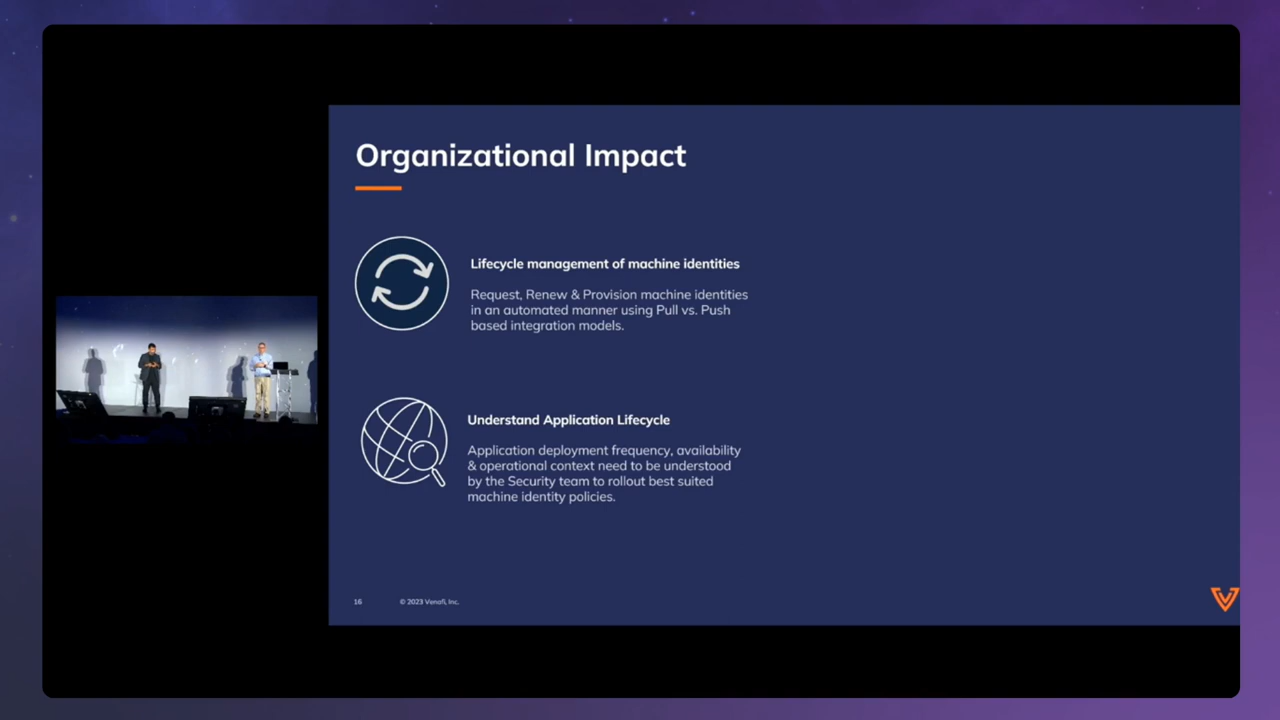 Organizational Impact
Lifecycle management of machine identities
Request, Renew & Provision machine identities
in an automated manner using Pull vs. Push
based integration models.
Understand Application Lifecycle
Application deployment frequency, availability
& operational context need to be understood
by the Security team to rollout best suited
machine identity policies.
16
© 2023 Venafi, Inc.